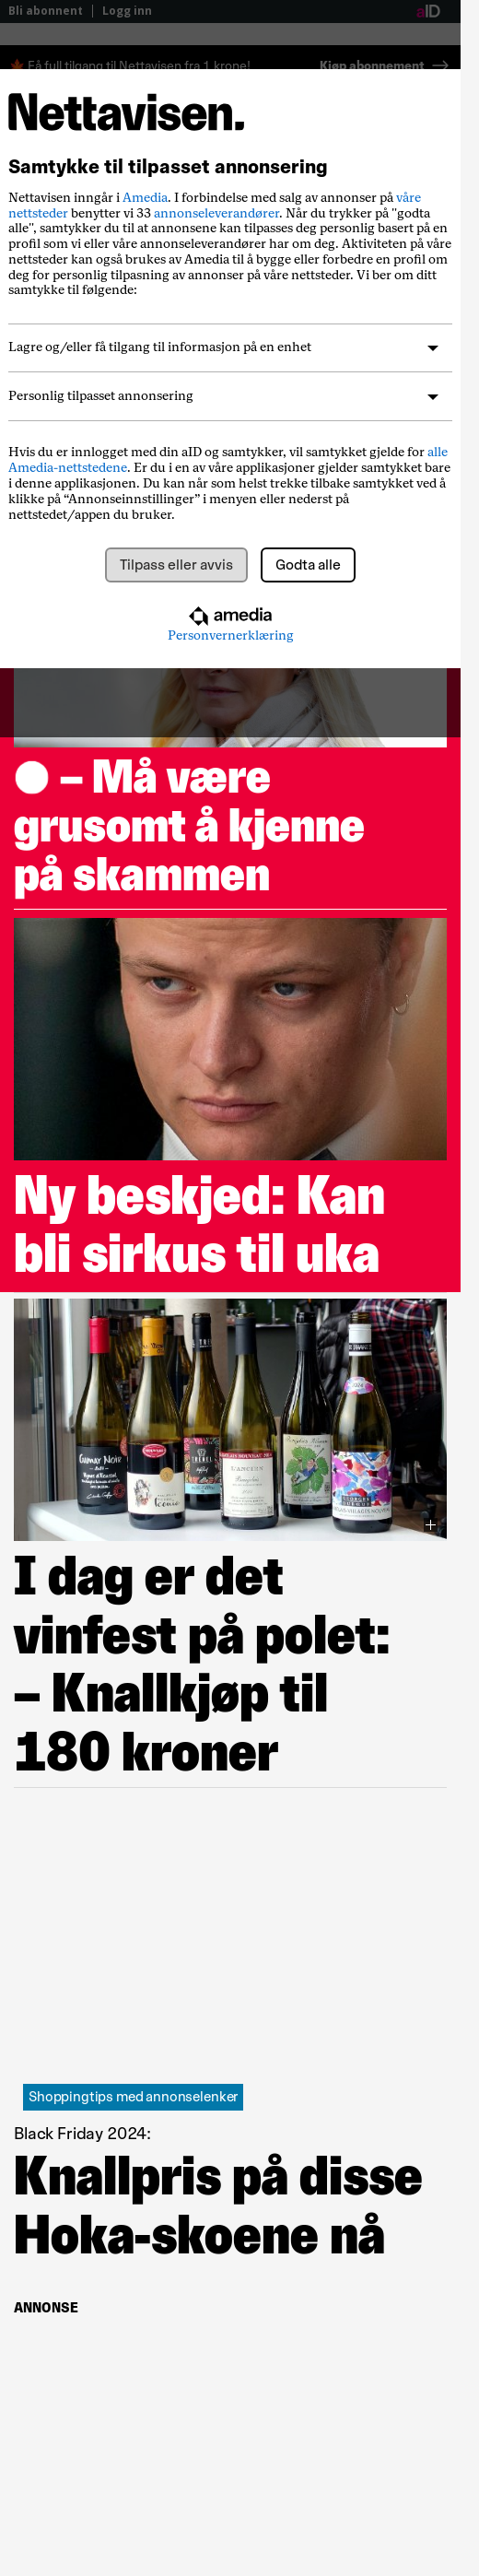 Bli abonnent
Logg inn
aID
Få full tilgang til Nettavisen fra 1 krone!
Kjøp abonnement
Nettavisen.
Samtykke til tilpasset annonsering
Nettavisen inngår i Amedia. I forbindelse med salg av annonser på våre
nettsteder benytter vi 33 annonseleverandører. Når du trykker på "godta
alle", samtykker du til at annonsene kan tilpasses deg personlig basert på en
profil som vi eller våre annonseleverandører har om deg. Aktiviteten på våre
nettsteder kan også brukes av Amedia til å bygge eller forbedre en profil om
deg for personlig tilpasning av annonser på våre nettsteder. Vi ber om ditt
samtykke til følgende:
Lagre og/eller få tilgang til informasjon på en enhet
Personlig tilpasset annonsering
Hvis du er innlogget med din aID og samtykker, vil samtykket gjelde for alle
Amedia-nettstedene. Er du i en av våre applikasjoner gjelder samtykket bare
i denne applikasjonen. Du kan når som helst trekke tilbake samtykket ved å
klikke på “Annonseinnstillinger” i menyen eller nederst på
nettstedet/appen du bruker.
Tilpass eller avvis
Godta alle
amedia
Personvernerklæring
– Må være
grusomt å kjenne
på skammen
Ny beskjed: Kan
bli sirkus til uka
I dag er det
vinfest på polet:
– Knallkjøp til
180 kroner
Shoppingtips med annonselenker
Black Friday 2024:
Knallpris på disse
Hoka-skoene nå
ANNONSE